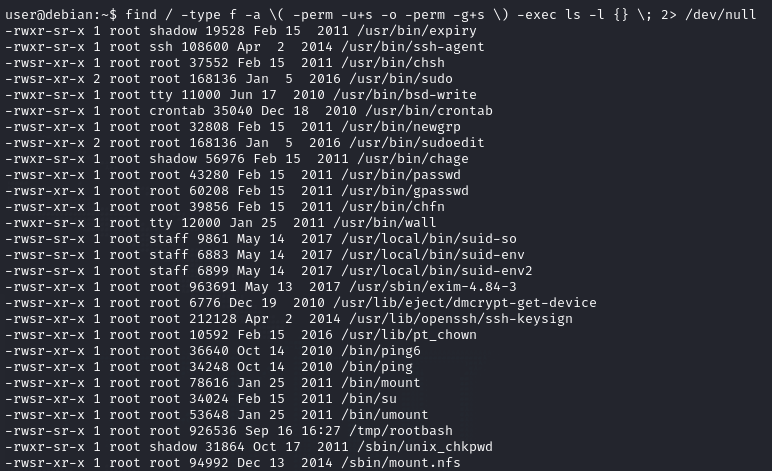 user@debian:~$ find / -type f -a \( -perm -u+s -o -perm -g+s \) -exec ls -l {} \; 2> /dev/null
-rwxr-sr-x 1 root shadow 19528 Feb 15  2011 /usr/bin/expiry
-rwxr-sr-x 1 root ssh 108600 Apr  2  2014 /usr/bin/ssh-agent
-rwsr-xr-x 1 root root 37552 Feb 15  2011 /usr/bin/chsh
-rwsr-xr-x 2 root root 168136 Jan  5  2016 /usr/bin/sudo
-rwxr-sr-x 1 root tty 11000 Jun 17  2010 /usr/bin/bsd-write
-rwxr-sr-x 1 root crontab 35040 Dec 18  2010 /usr/bin/crontab
-rwsr-xr-x 1 root root 32808 Feb 15  2011 /usr/bin/newgrp
-rwsr-xr-x 2 root root 168136 Jan  5  2016 /usr/bin/sudoedit
-rwxr-sr-x 1 root shadow 56976 Feb 15  2011 /usr/bin/chage
-rwsr-xr-x 1 root root 43280 Feb 15  2011 /usr/bin/passwd
-rwsr-xr-x 1 root root 60208 Feb 15  2011 /usr/bin/gpasswd
-rwsr-xr-x 1 root root 39856 Feb 15  2011 /usr/bin/chfn
-rwxr-sr-x 1 root tty 12000 Jan 25  2011 /usr/bin/wall
-rwsr-sr-x 1 root staff 9861 May 14  2017 /usr/local/bin/suid-so
-rwsr-sr-x 1 root staff 6883 May 14  2017 /usr/local/bin/suid-env
-rwsr-sr-x 1 root staff 6899 May 14  2017 /usr/local/bin/suid-env2
-rwsr-xr-x 1 root root 963691 May 13  2017 /usr/sbin/exim-4.84-3
-rwsr-xr-x 1 root root 6776 Dec 19  2010 /usr/lib/eject/dmcrypt-get-device
-rwsr-xr-x 1 root root 212128 Apr  2  2014 /usr/lib/openssh/ssh-keysign
-rwsr-xr-x 1 root root 10592 Feb 15  2016 /usr/lib/pt_chown
-rwsr-xr-x 1 root root 36640 Oct 14  2010 /bin/ping6
-rwsr-xr-x 1 root root 34248 Oct 14  2010 /bin/ping
-rwsr-xr-x 1 root root 78616 Jan 25  2011 /bin/mount
-rwsr-xr-x 1 root root 34024 Feb 15  2011 /bin/su
-rwsr-xr-x 1 root root 53648 Jan 25  2011 /bin/umount
-rwsr-sr-x 1 root root 926536 Sep 16 16:27 /tmp/rootbash
-rwxr-sr-x 1 root shadow 31864 Oct 17  2011 /sbin/unix_chkpwd
-rwsr-xr-x 1 root root 94992 Dec 13  2014 /sbin/mount.nfs